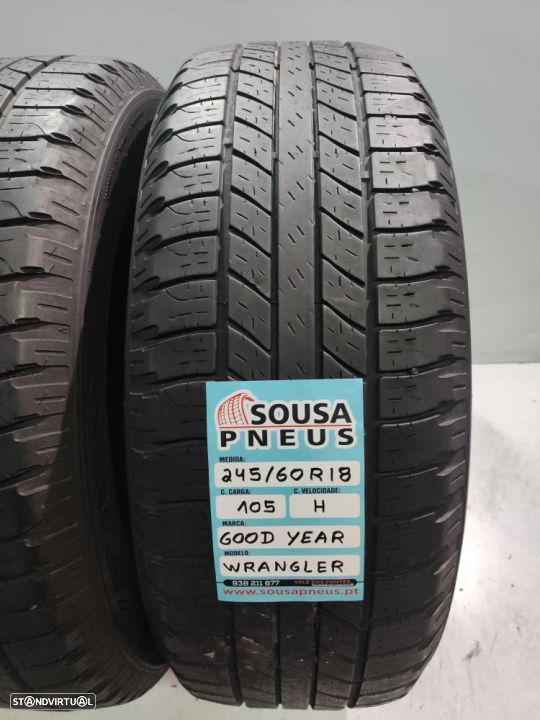 SOUSA
PNEUS
MEDIDA:
245/60R18
C. CARGA: C. VELOCIDADE:
105 H
MARCA:
GOOD YEAR
MODELO:
WRANGLER
938 211 677 VALE DAS FONTES
www.sousapneus.pt
STANDVIRTUAL